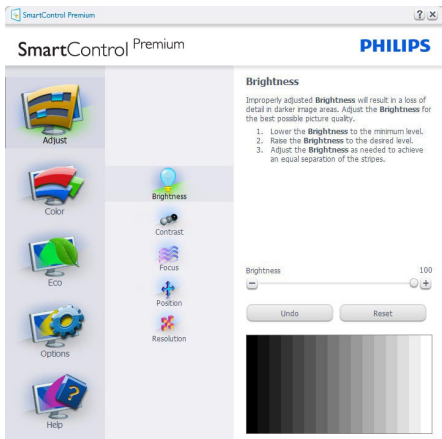 SmartControl Premium
SmartControl Premium
PHILIPS
Adjust
Color
Eco
Options
Help
Brightness
Contrast
Focus
Position
Resolution
Brightness
Improperly adjusted Brightness will result in a loss of
detail in darker image areas. Adjust the Brightness for
the best possible picture quality.
1. Lower the Brightness to the minimum level.
2. Raise the Brightness to the desired level.
3. Adjust the Brightness as needed to achieve
an equal separation of the stripes.
Brightness 100
Undo Reset